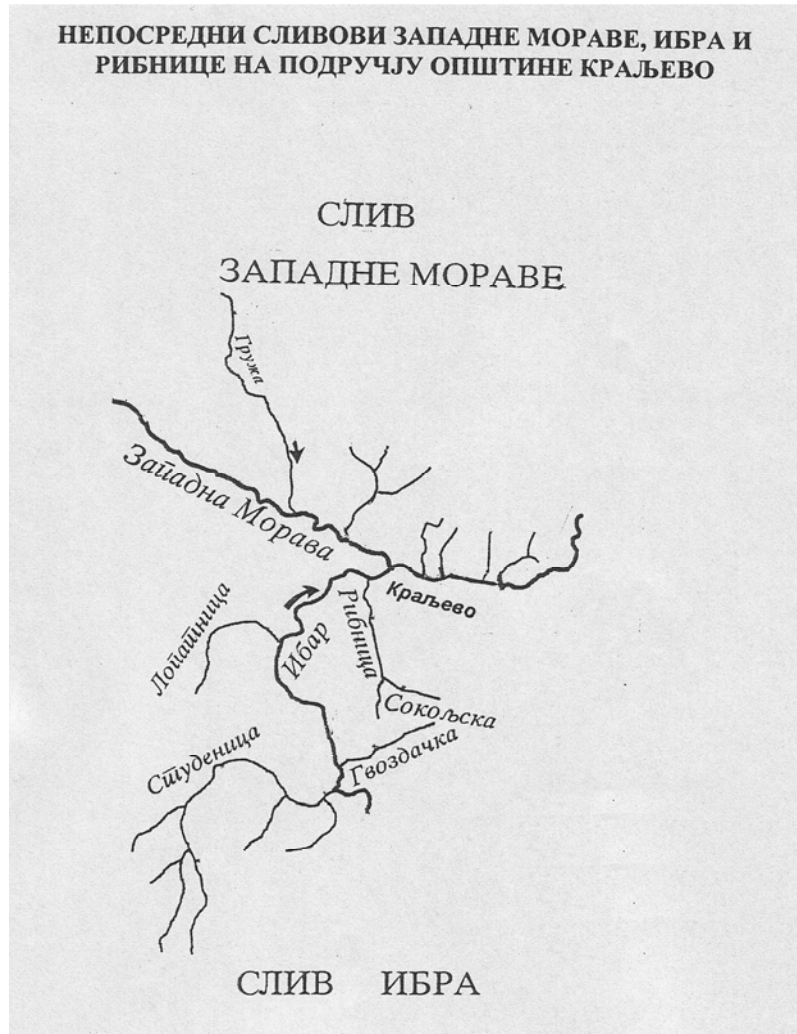 НЕПОСРЕДНИ СЛИВОВИ ЗАПАДНЕ МОРАВЕ, ИБРА И
РИБНИЦЕ НА ПОДРУЧЈУ ОПШТИНЕ КРАЉЕВО
СЛИВ
ЗАПАДНЕ МОРАВЕ
Гружа
Западна Морава
Краљево
Рибница
Лопатница
Ибар
Сокољска
Гвоздачка
Студеница
СЛИВ ИБРА